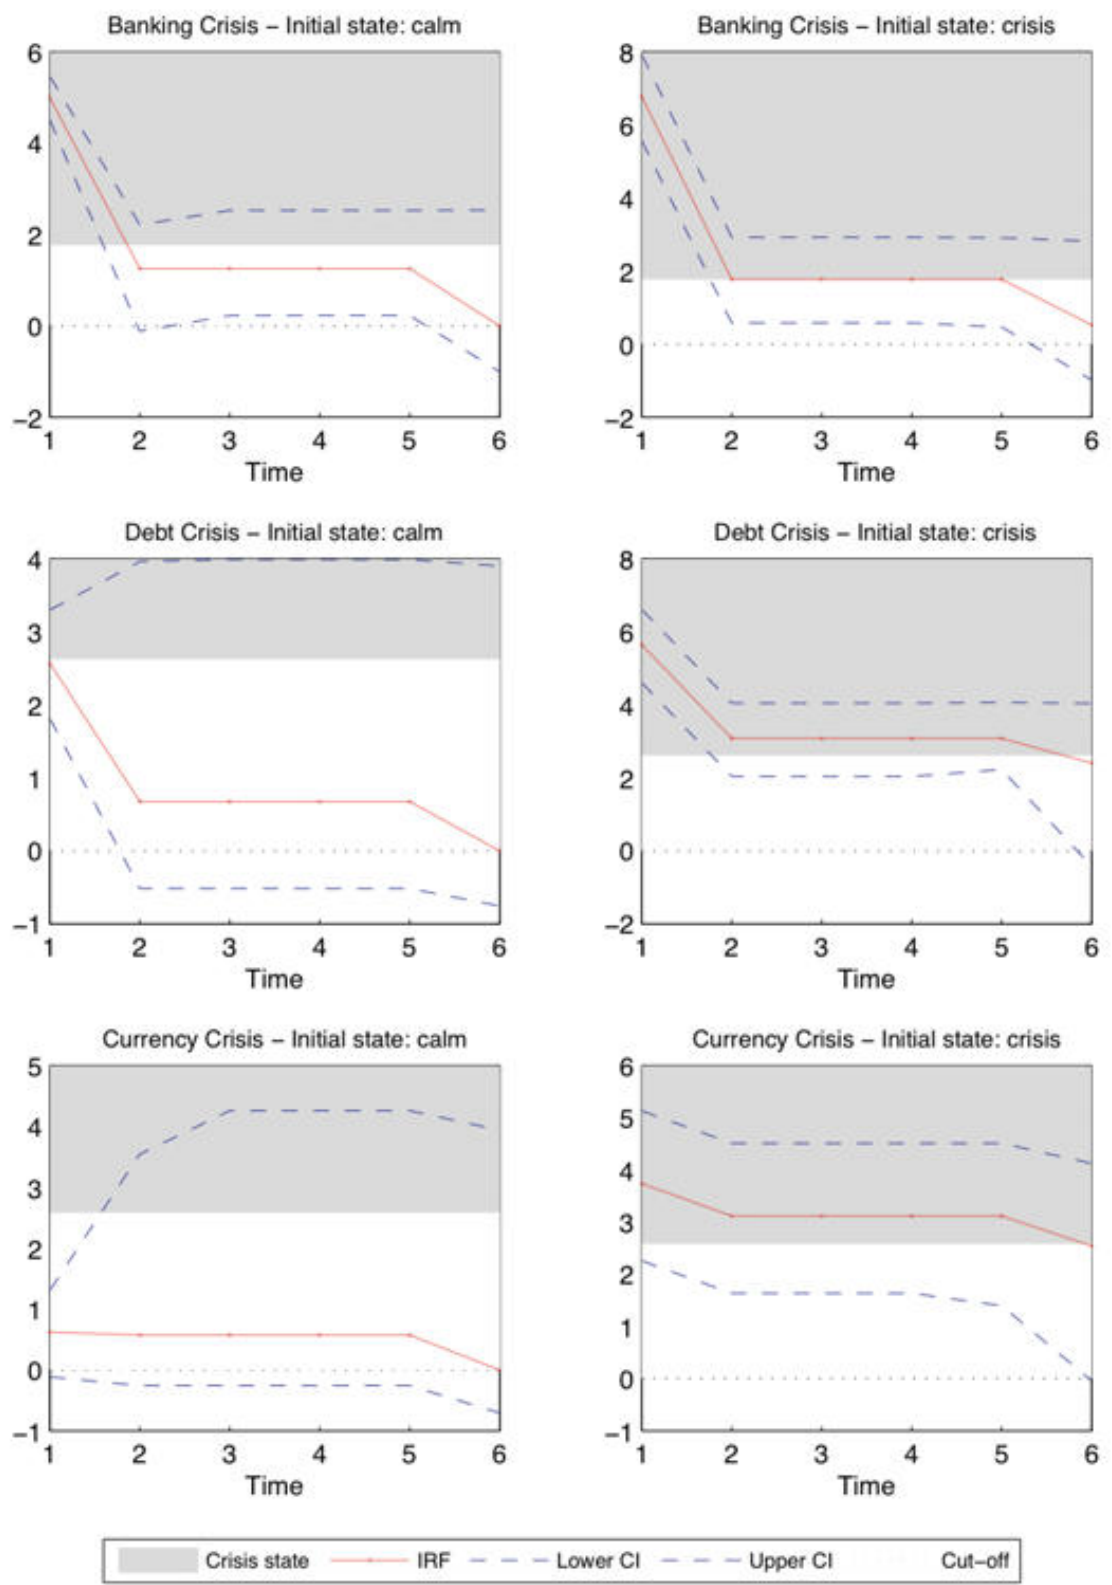 Banking Crisis – Initial state: calm
6
4
2
0
–2
1 2 3 4 5 6
Time
Banking Crisis – Initial state: crisis
8
6
4
2
0
–2
1 2 3 4 5 6
Time
Debt Crisis – Initial state: calm
4
3
2
1
0
–1
1 2 3 4 5 6
Time
Debt Crisis – Initial state: crisis
8
6
4
2
0
–2
1 2 3 4 5 6
Time
Currency Crisis – Initial state: calm
5
4
3
2
1
0
–1
1 2 3 4 5 6
Time
Currency Crisis – Initial state: crisis
6
5
4
3
2
1
0
–1
1 2 3 4 5 6
Time
Crisis state IRF Lower CI Upper CI Cut–off